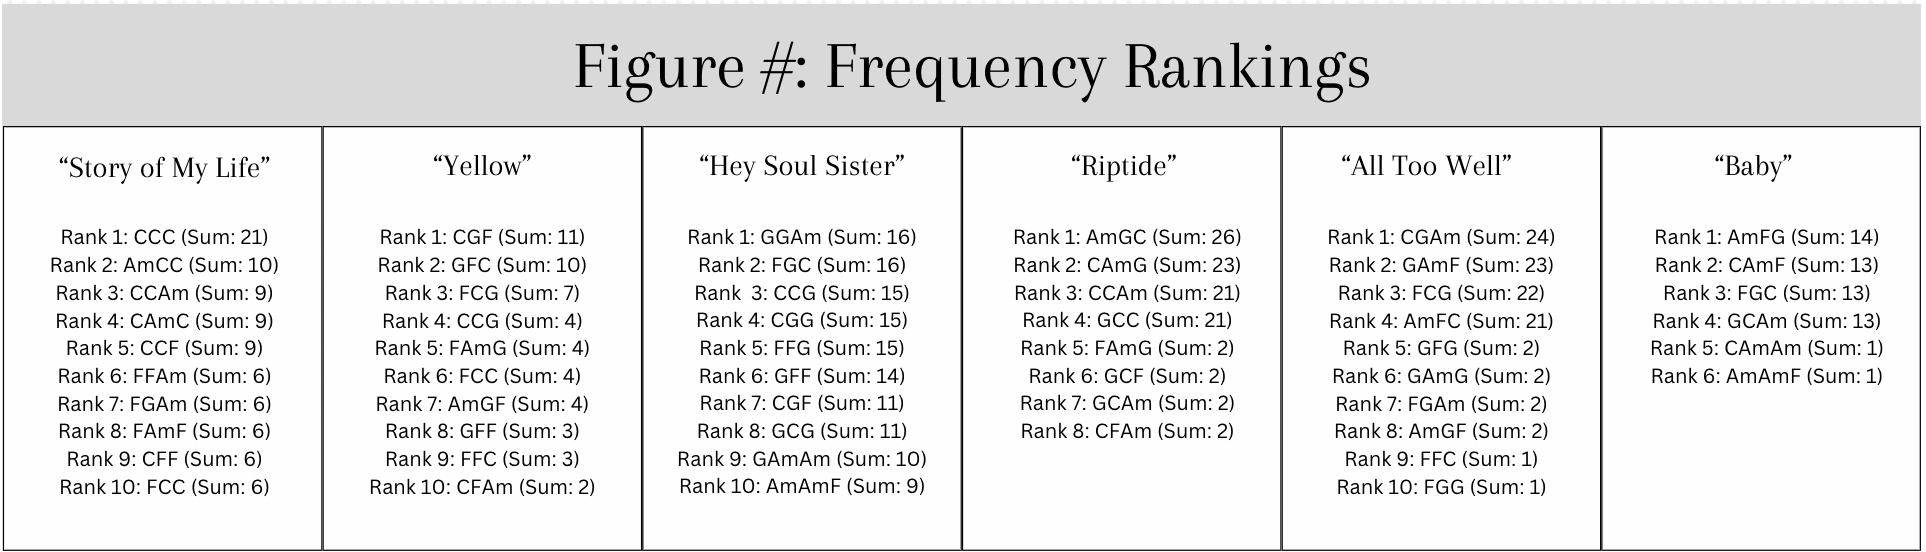 Figure #: Frequency Rankings
“Story of My Life”
Rank 1: CCC (Sum: 21)
Rank 2: AmCC (Sum: 10)
Rank 3: CCAm (Sum: 9)
Rank 4: CAmC (Sum: 9)
Rank 5: CCF (Sum: 9)
Rank 6: FFAm (Sum: 6)
Rank 7: FGAm (Sum: 6)
Rank 8: FAmF (Sum: 6)
Rank 9: CFF (Sum: 6)
Rank 10: FCC (Sum: 6)
“Yellow”
Rank 1: CGF (Sum: 11)
Rank 2: GFC (Sum: 10)
Rank 3: FCG (Sum: 7)
Rank 4: CCG (Sum: 4)
Rank 5: FAmG (Sum: 4)
Rank 6: FCC (Sum: 4)
Rank 7: AmGF (Sum: 4)
Rank 8: GFF (Sum: 3)
Rank 9: FFC (Sum: 3)
Rank 10: CFAm (Sum: 2)
“Hey Soul Sister”
Rank 1: GGAm (Sum: 16)
Rank 2: FGC (Sum: 16)
Rank  3: CCG (Sum: 15)
Rank 4: CGG (Sum: 15)
Rank 5: FFG (Sum: 15)
Rank 6: GFF (Sum: 14)
Rank 7: CGF (Sum: 11)
Rank 8: GCG (Sum: 11)
Rank 9: GAmAm (Sum: 10)
Rank 10: AmAmF (Sum: 9)
“Riptide”
Rank 1: AmGC (Sum: 26)
Rank 2: CAmG (Sum: 23)
Rank 3: CCAm (Sum: 21)
Rank 4: GCC (Sum: 21)
Rank 5: FAmG (Sum: 2)
Rank 6: GCF (Sum: 2)
Rank 7: GCAm (Sum: 2)
Rank 8: CFAm (Sum: 2)
“All Too Well”
Rank 1: CGAm (Sum: 24)
Rank 2: GAmF (Sum: 23)
Rank 3: FCG (Sum: 22)
Rank 4: AmFC (Sum: 21)
Rank 5: GFG (Sum: 2)
Rank 6: GAmG (Sum: 2)
Rank 7: FGAm (Sum: 2)
Rank 8: AmGF (Sum: 2)
Rank 9: FFC (Sum: 1)
Rank 10: FGG (Sum: 1)
“Baby”
Rank 1: AmFG (Sum: 14)
Rank 2: CAmF (Sum: 13)
Rank 3: FGC (Sum: 13)
Rank 4: GCAm (Sum: 13)
Rank 5: CAmAm (Sum: 1)
Rank 6: AmAmF (Sum: 1)